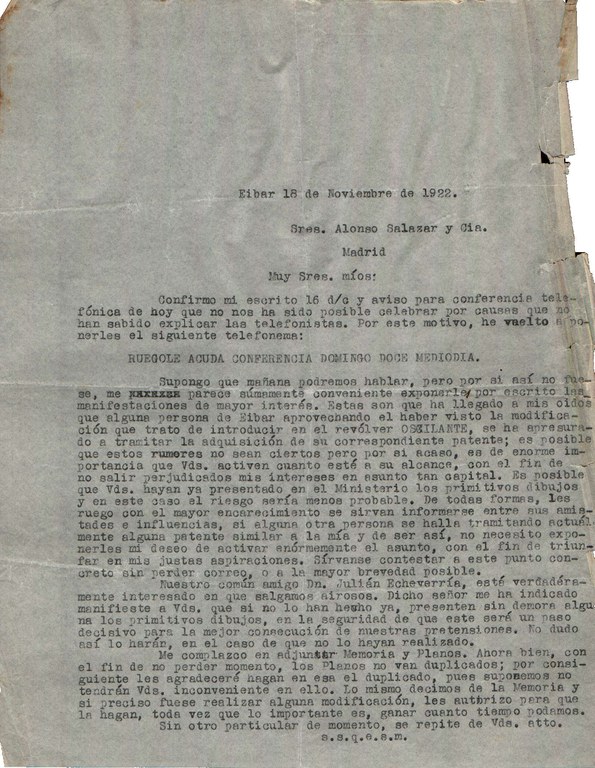 Eibar 18 de Noviembre de 1922.
Sres. Alonso Salazar y Cia.
Madrid
Muy Sres. míos:
Confirmo mi escrito 16 d/c y aviso para conferencia tele-
fónica de hoy que no nos ha sido posible celebrar por causas que no
han sabido explicar las telefonistas. Por este motivo, he vuelto a po-
nerles el siguiente telefonema:
RUEGOLE ACUDA CONFERENCIA DOMINGO DOCE MEDIODIA.
Supongo que mañana podremos hablar, pero por si así no fue-
se, me xxxxxxx parece súmamente conveniente exponerle por escrito las
manifestaciones de mayor interés. Estas son que ha llegado a mis oídos
que alguna persona de Eibar aprovechando el haber visto la modifica-
ción que trato de introducir en el revólver OSCILANTE, se ha apresura-
do a tramitar la adquisición de su correspondiente patente; es posible
que estos rumores no sean ciertos pero por si acaso, es de enorme im-
portancia que Vds. activen cuanto esté a su alcance, con el fin de
no salir perjudicados mis intereses en asunto tan capital. Es posible
que Vds. hayan ya presentado en el Ministerio los primitivos dibujos
y en este caso el riesgo sería menos probable. De todas formas, les
ruego con el mayor encarecimiento se sirvan informarse entre sus amis-
tades e influencias, si alguna otra persona se halla tramitando actuál-
mente alguna patente similar a la mía y de ser así, no necesito expo-
nerles mi deseo de activar enórmemente el asunto, con el fin de triun-
far en mis justas aspiraciones. Sírvanse contestar a este punto con-
creto sin perder correo, o a la mayor brevedad posible.
Nuestro común amigo Dn. Julián Echeverría, esté verdadera-
mente interesado en que salgamos airosos. Dicho señor me ha indicado
manifieste a Vds. que si no lo han hecho ya, presenten sin demora algu
na los primitivos dibujos, en la seguridad de que este será un paso
decisivo para la mejor consecución de nuestras pretensiones. No dudo
así lo harán, en el caso de que no lo hayan realizado.
Me complazco en adjuntar Memoria y Planos. Ahora bien, con
el fin de no perder momento, los Planos no van duplicados; por consi-
guiente les agradeceré hagan en esa el duplicado, pues suponemos no
tendrán Vds. inconveniente en ello. Lo mismo decimos de la Memoria y
si preciso fuese realizar alguna modificación, les autorizo para que
la hagan, toda vez que lo importante es, ganar cuanto tiempo podamos.
Sin otro particular de momento, se repite de Vds. atto.
s.s.q.e.s.m.